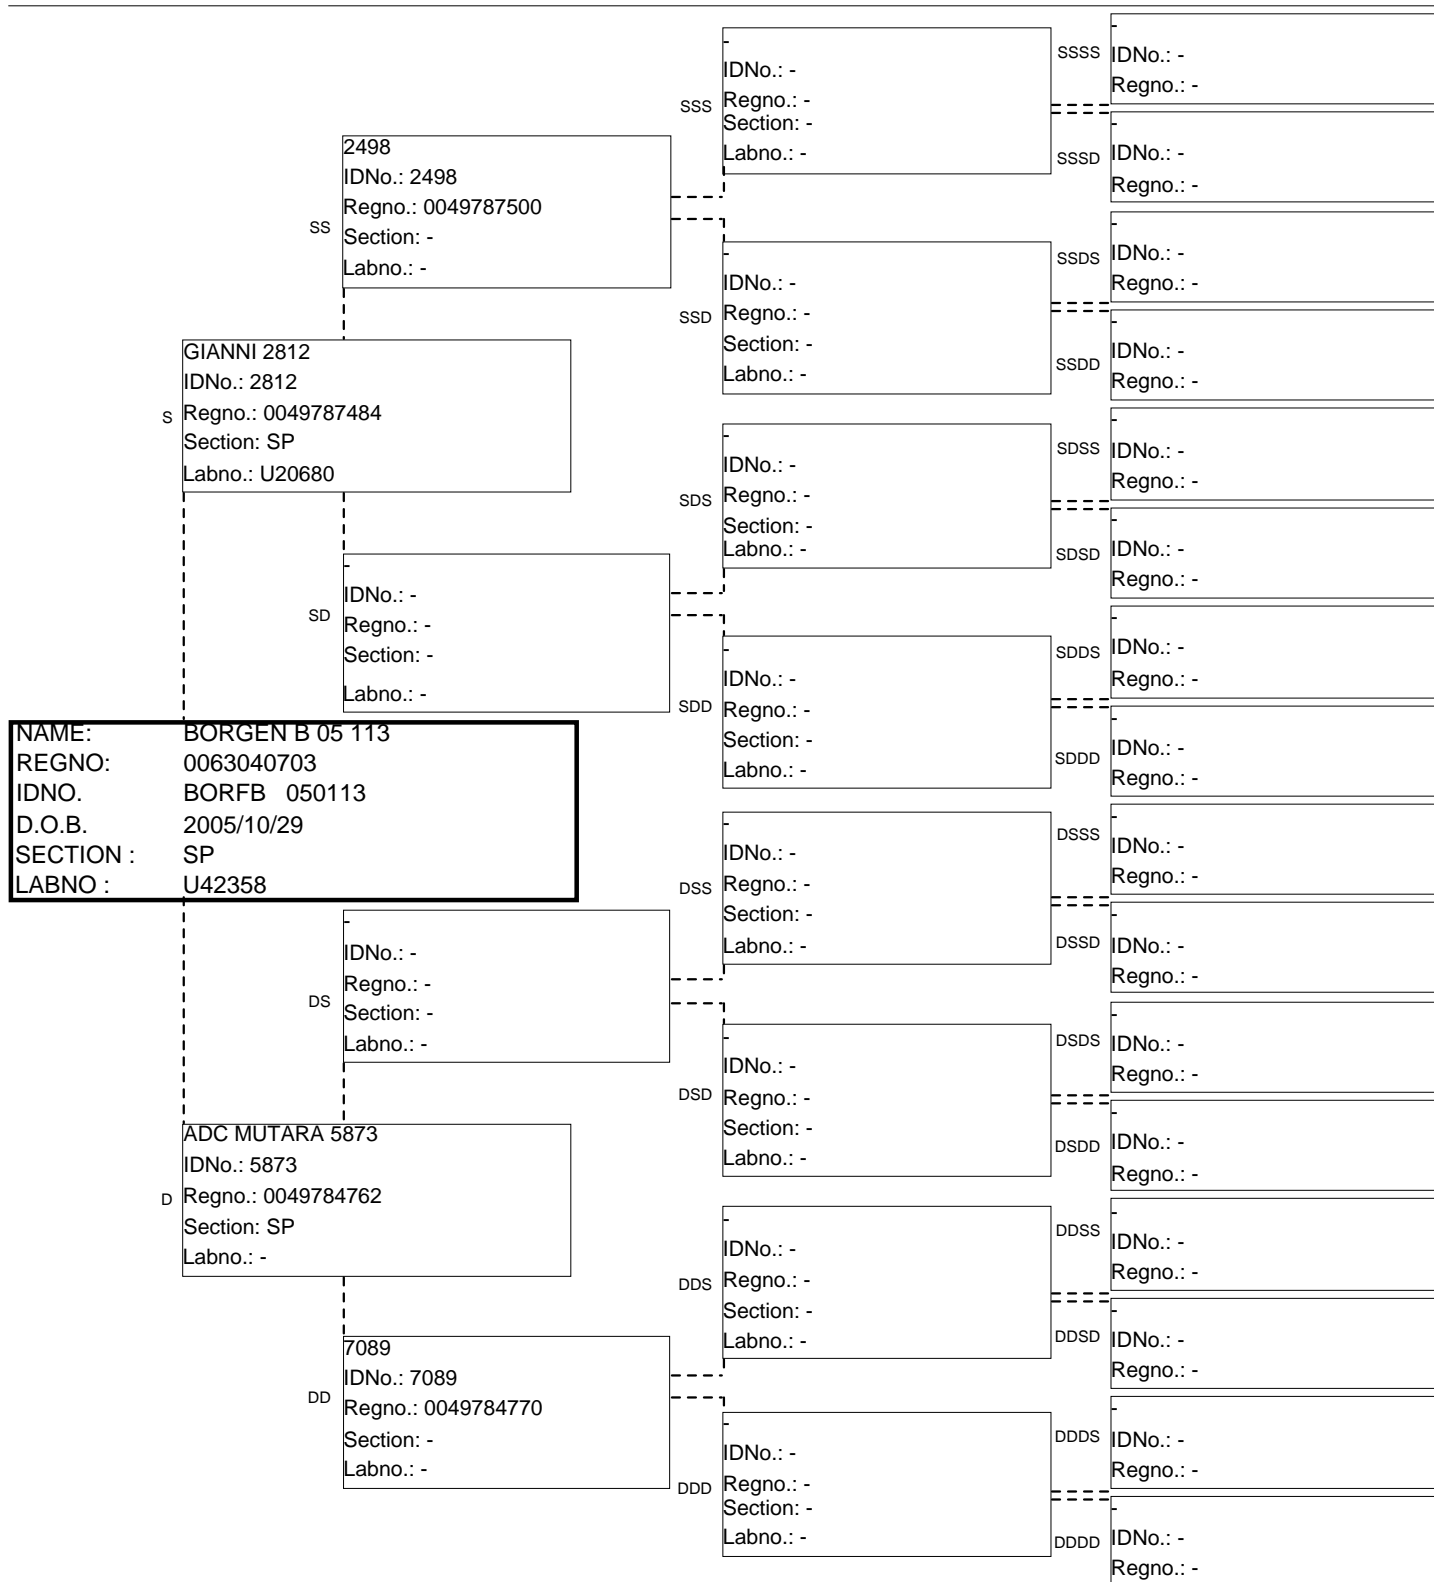 SSSS
-
IDNo.: -
Regno.: -
SSS
-
IDNo.: -
Regno.: -
Section: -
Labno.: -
SSSD
-
IDNo.: -
Regno.: -
SS
2498
IDNo.: 2498
Regno.: 0049787500
Section: -
Labno.: -
SSDS
-
IDNo.: -
Regno.: -
SSD
-
IDNo.: -
Regno.: -
Section: -
Labno.: -
SSDD
-
IDNo.: -
Regno.: -
S
GIANNI 2812
IDNo.: 2812
Regno.: 0049787484
Section: SP
Labno.: U20680
SDSS
-
IDNo.: -
Regno.: -
SDS
-
IDNo.: -
Regno.: -
Section: -
Labno.: -
SDSD
-
IDNo.: -
Regno.: -
SD
-
IDNo.: -
Regno.: -
Section: -
Labno.: -
SDDS
-
IDNo.: -
Regno.: -
SDD
-
IDNo.: -
Regno.: -
Section: -
Labno.: -
SDDD
-
IDNo.: -
Regno.: -
NAME: BORGEN B 05 113
REGNO: 0063040703
IDNO. BORFB 050113
D.O.B. 2005/10/29
SECTION : SP
LABNO : U42358
DSSS
-
IDNo.: -
Regno.: -
DSS
-
IDNo.: -
Regno.: -
Section: -
Labno.: -
DSSD
-
IDNo.: -
Regno.: -
DS
-
IDNo.: -
Regno.: -
Section: -
Labno.: -
DSDS
-
IDNo.: -
Regno.: -
DSD
-
IDNo.: -
Regno.: -
Section: -
Labno.: -
DSDD
-
IDNo.: -
Regno.: -
D
ADC MUTARA 5873
IDNo.: 5873
Regno.: 0049784762
Section: SP
Labno.: -
DDSS
-
IDNo.: -
Regno.: -
DDS
-
IDNo.: -
Regno.: -
Section: -
Labno.: -
DDSD
-
IDNo.: -
Regno.: -
DD
7089
IDNo.: 7089
Regno.: 0049784770
Section: -
Labno.: -
DDDS
-
IDNo.: -
Regno.: -
DDD
-
IDNo.: -
Regno.: -
Section: -
Labno.: -
DDDD
-
IDNo.: -
Regno.: -